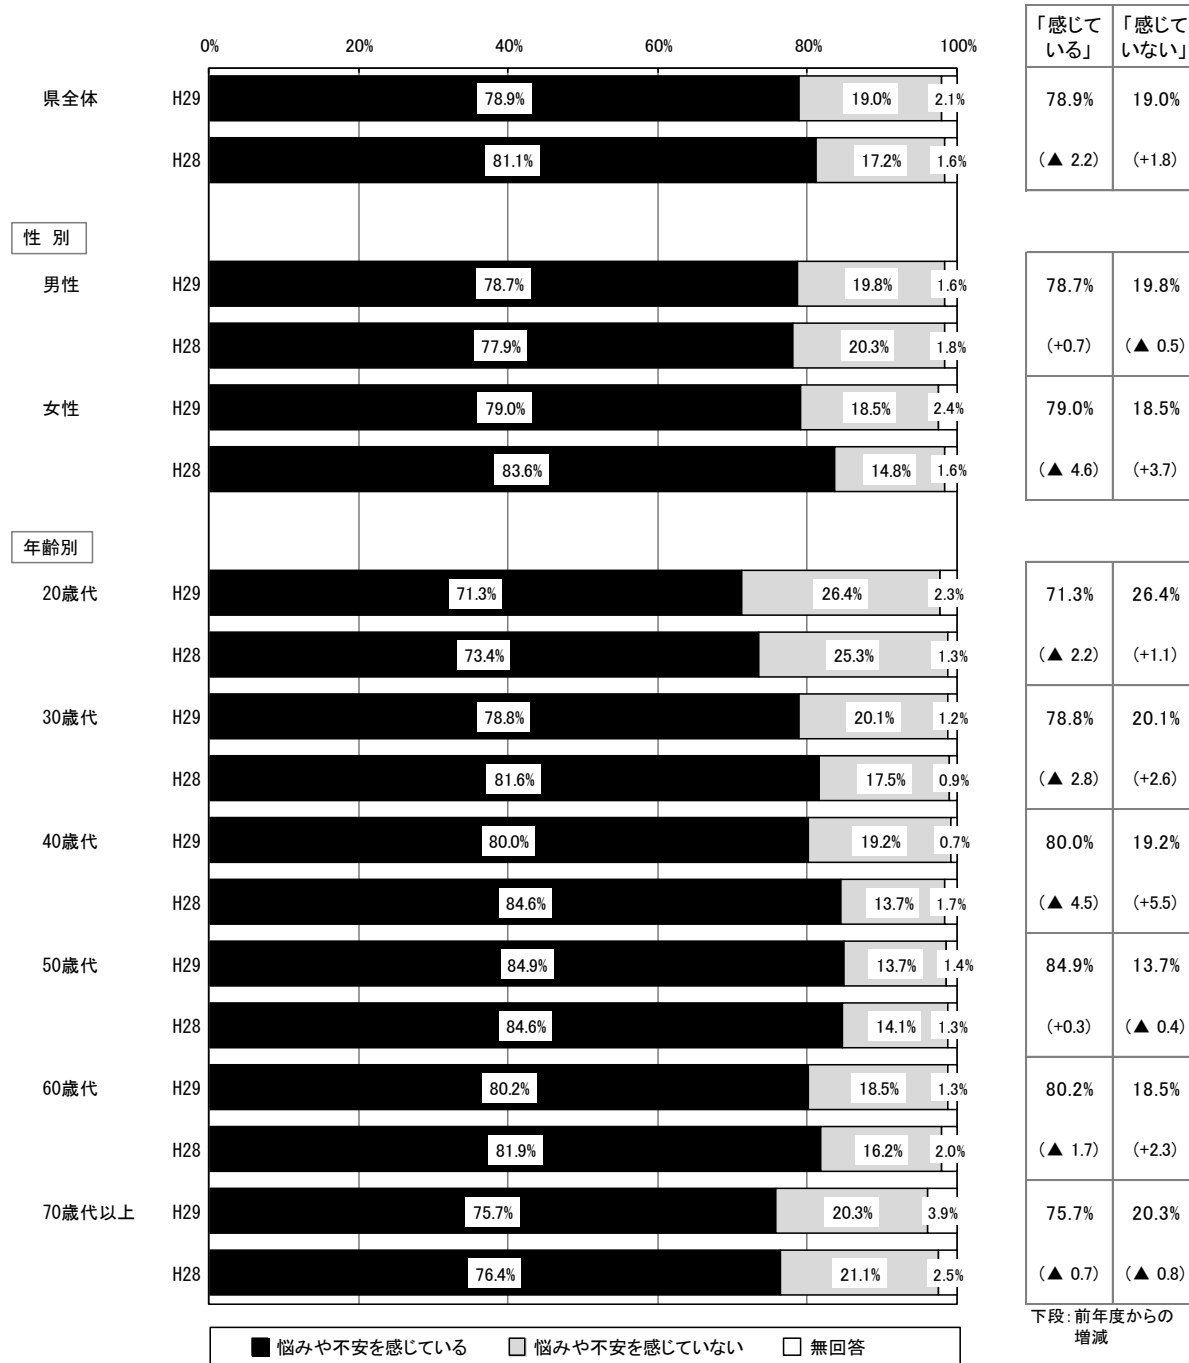 「感じて
いる」
「感じて
いない」
0% 20% 40% 60% 80% 100%
県全体 H29 78.9% 19.0% 2.1% 78.9% 19.0%
H28 81.1% 17.2% 1.6% (▲ 2.2) (+1.8)
性 別
男性 H29 78.7% 19.8% 1.6% 78.7% 19.8%
H28 77.9% 20.3% 1.8% (+0.7) (▲ 0.5)
女性 H29 79.0% 18.5% 2.4% 79.0% 18.5%
H28 83.6% 14.8% 1.6% (▲ 4.6) (+3.7)
年齢別
20歳代 H29 71.3% 26.4% 2.3% 71.3% 26.4%
H28 73.4% 25.3% 1.3% (▲ 2.2) (+1.1)
30歳代 H29 78.8% 20.1% 1.2% 78.8% 20.1%
H28 81.6% 17.5% 0.9% (▲ 2.8) (+2.6)
40歳代 H29 80.0% 19.2% 0.7% 80.0% 19.2%
H28 84.6% 13.7% 1.7% (▲ 4.5) (+5.5)
50歳代 H29 84.9% 13.7% 1.4% 84.9% 13.7%
H28 84.6% 14.1% 1.3% (+0.3) (▲ 0.4)
60歳代 H29 80.2% 18.5% 1.3% 80.2% 18.5%
H28 81.9% 16.2% 2.0% (▲ 1.7) (+2.3)
70歳代以上 H29 75.7% 20.3% 3.9% 75.7% 20.3%
H28 76.4% 21.1% 2.5% (▲ 0.7) (▲ 0.8)
下段:前年度からの
増減
悩みや不安を感じている 悩みや不安を感じていない 無回答